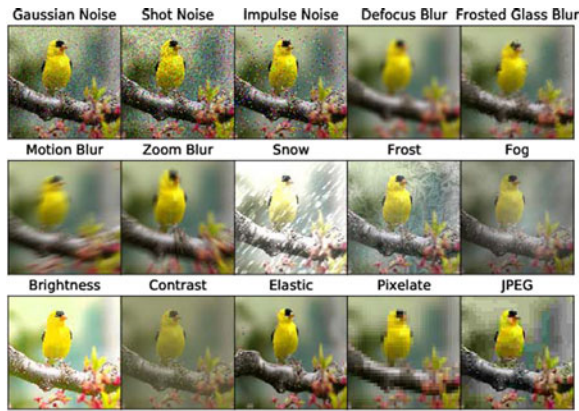 Gaussian Noise Shot Noise Impulse Noise Defocus Blur Frosted Glass Blur
Motion Blur Zoom Blur Snow Frost Fog
Brightness Contrast Elastic Pixelate JPEG